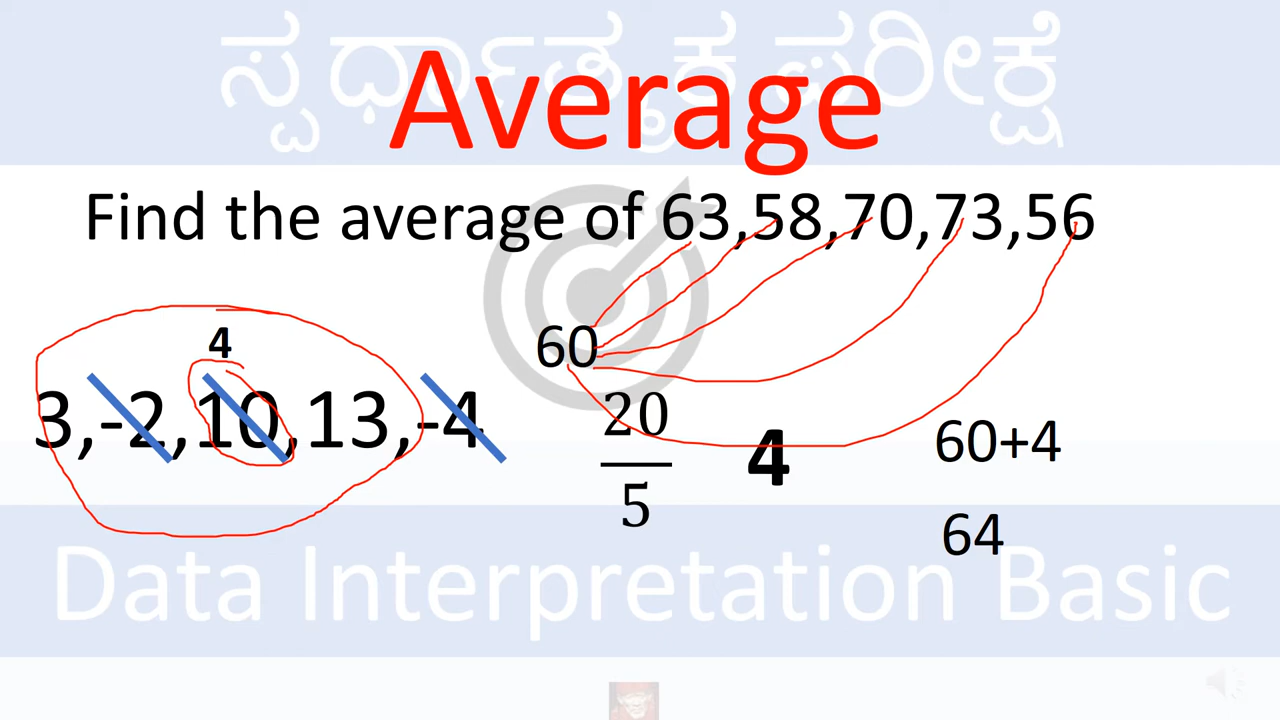 ಸ್ಪರ್ಧಾತ್ಮಕ ಪರೀಕ್ಷೆ
Average
Find the average of 63,58,70,73,56
4
60
3,-2,10,13,-4
20
5
4
60+4
64
Data Interpretation Basic